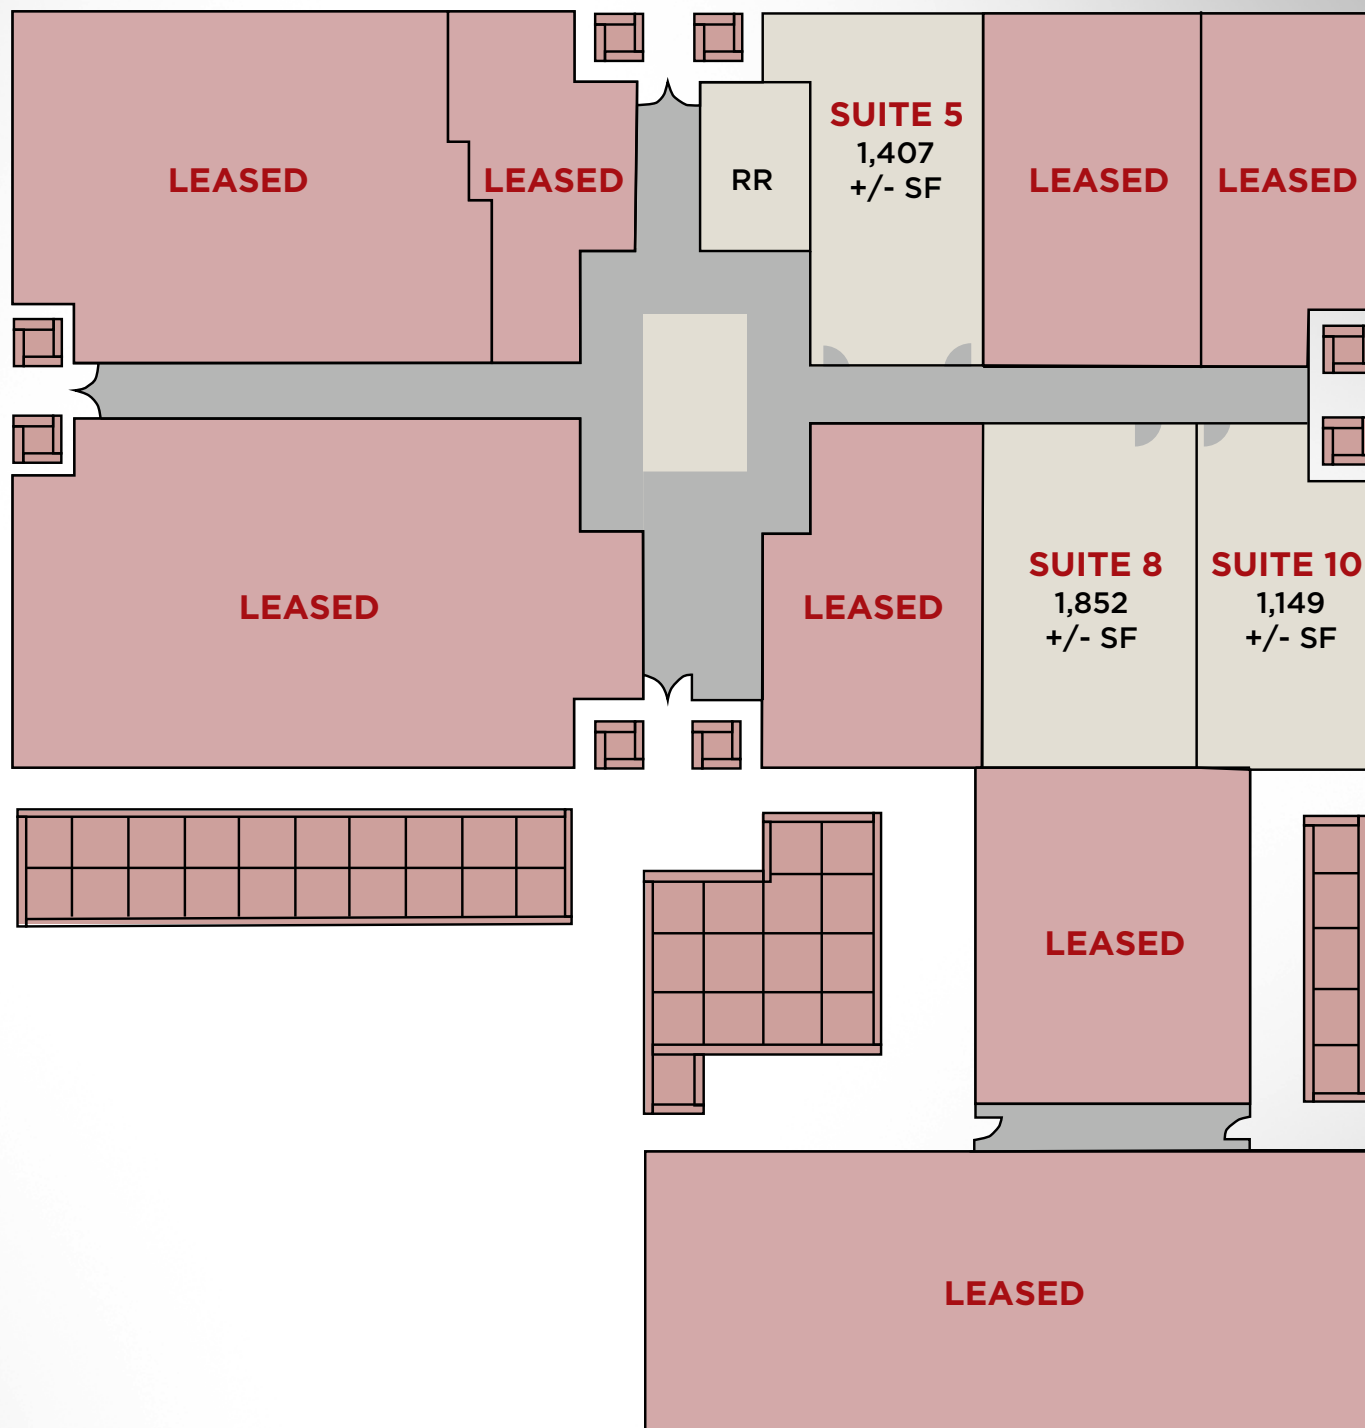 SUITE 5
1,407
+/- SF
LEASED
LEASED
RR
LEASED
LEASED
SUITE 8
1,852
+/- SF
SUITE 10
1,149
+/- SF
LEASED
LEASED
LEASED
LEASED